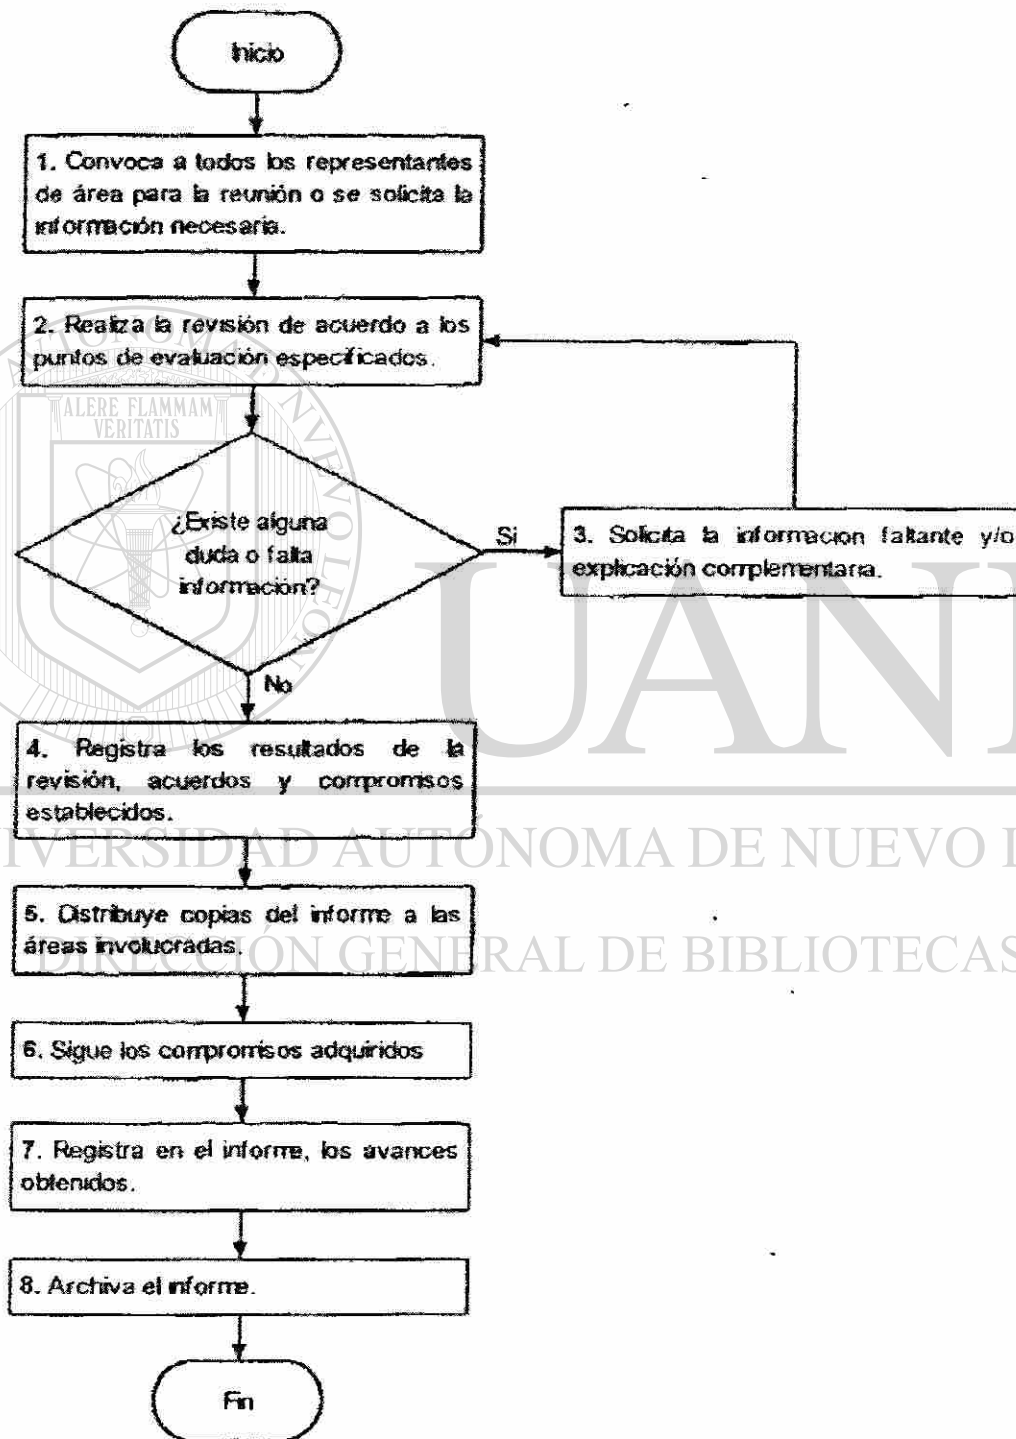 Inicio
1. Convoca a todos los representantes
de área para la reunión o se solicita la
información necesaria.
2. Realiza la revisión de acuerdo a los
puntos de evaluación especificados.
ALERE FLAMMAM
VERITATIS
¿Existe alguna
duda o falta
información?
Si
3. Solicita la informacion faltante y/o
explicación complementaria.
No
4. Registra los resultados de la
revisión, acuerdos y compromisos
establecidos.
5. Distribuye copias del informe a las
áreas involucradas.
6. Sigue los compromisos adquiridos
7. Registra en el informe, los avances
obtenidos.
8. Archiva el informe.
Fin
UANL
IVERSIDAD AUTÓNOMA DE NUEVO L
DIRECCIÓN GENERAL DE BIBLIOTECAS